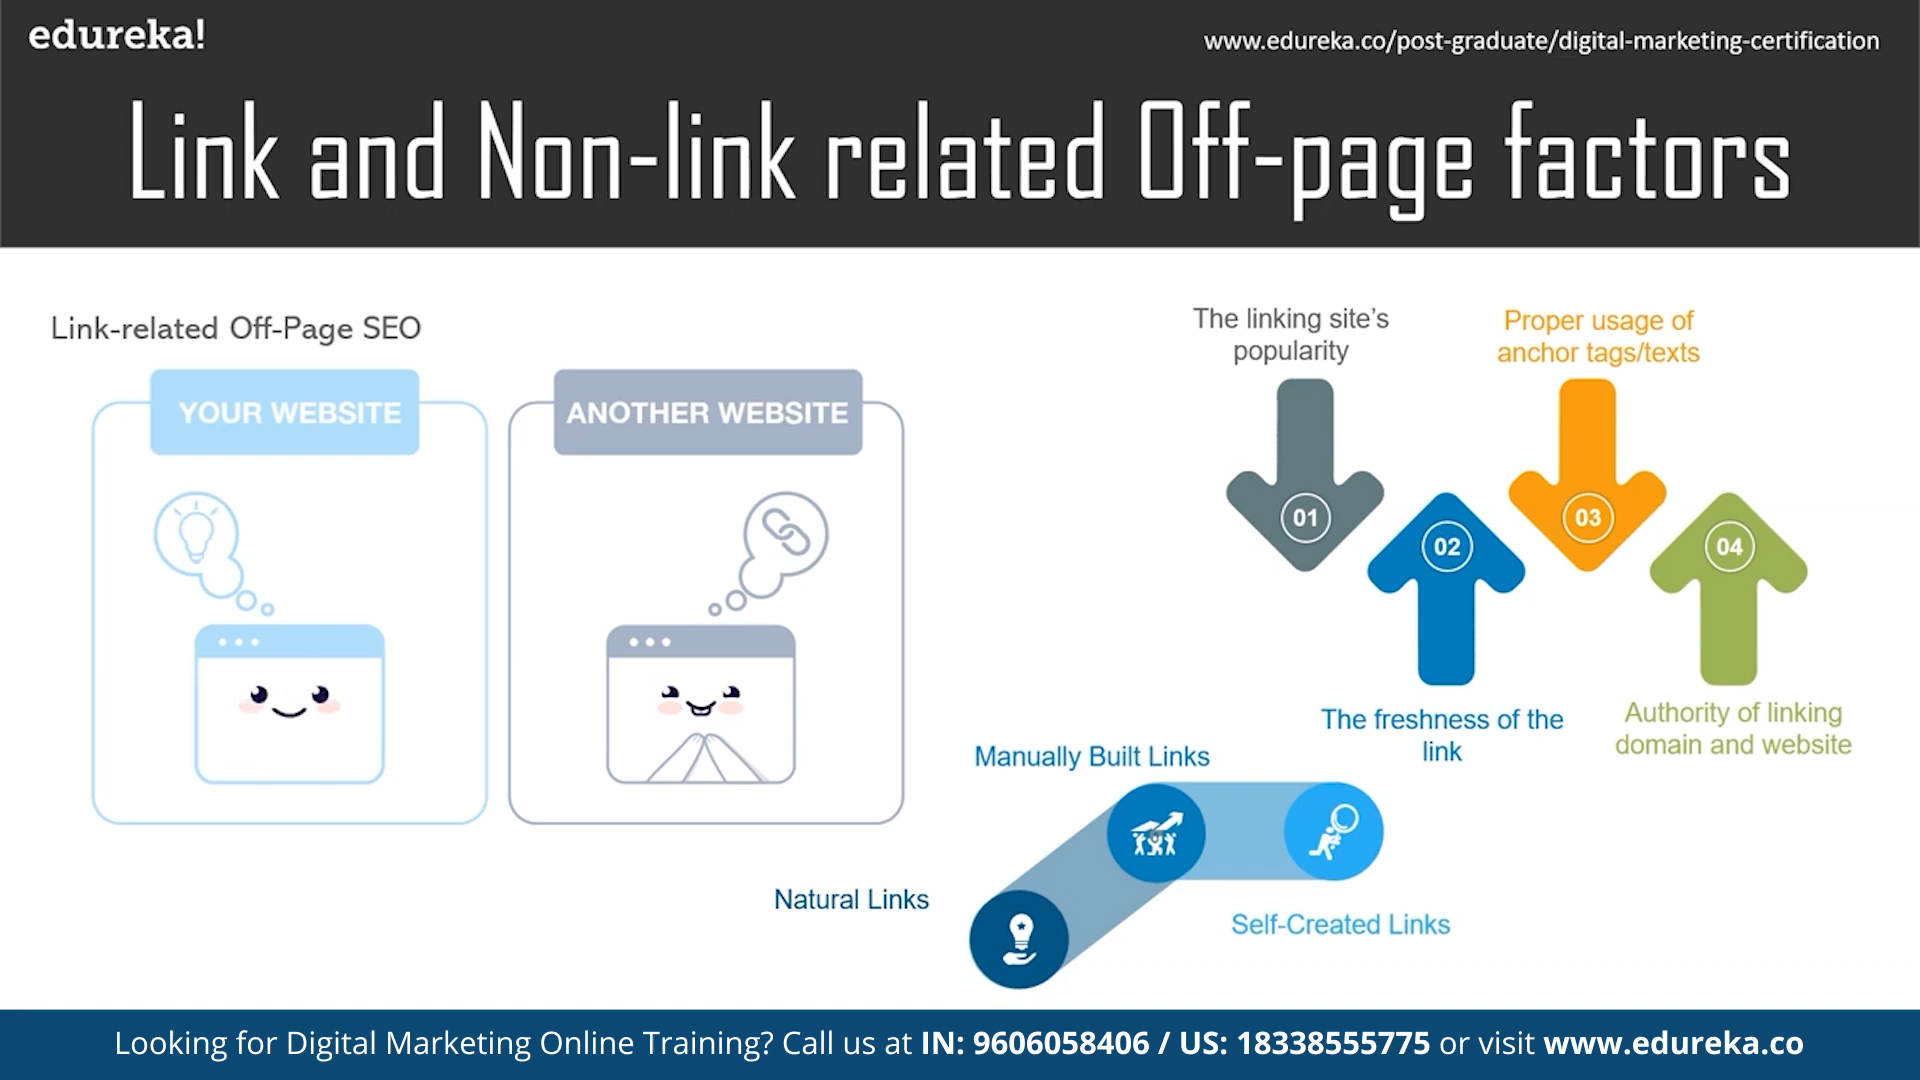 edureka!
www.edureka.co/post-graduate/digital-marketing-certification
Link and Non-link related Off-page factors
Link-related Off-Page SEO
YOUR WEBSITE
ANOTHER WEBSITE
The linking site's
popularity
Proper usage of
anchor tags/texts
01
02
03
04
The freshness of the
link
Authority of linking
domain and website
Manually Built Links
Natural Links
Self-Created Links
Looking for Digital Marketing Online Training? Call us at IN: 9606058406 / US: 18338555775 or visit www.edureka.co